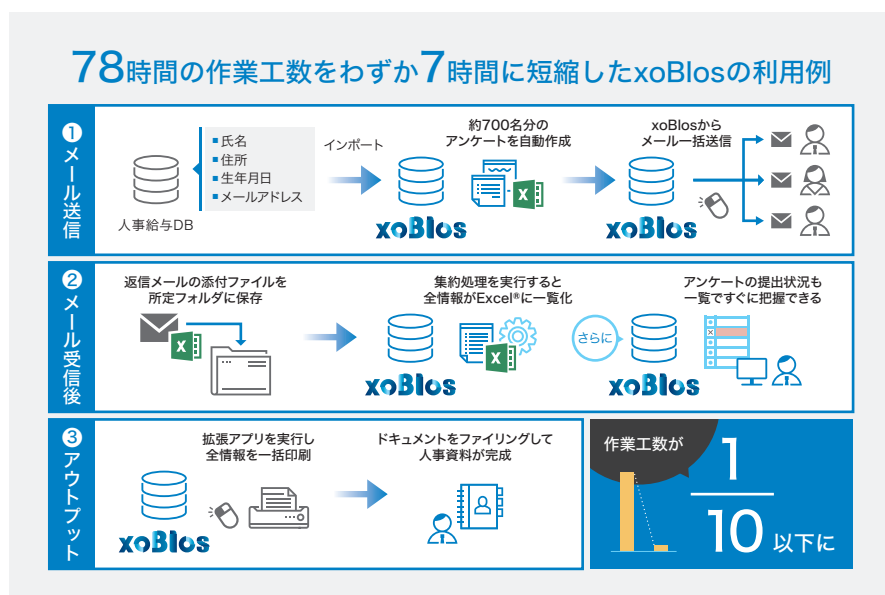 78時間の作業工数をわずか7時間に短縮したxoBlosの利用例
❶メール送信
■氏名
■住所
■生年月日
■メールアドレス
人事給与DB
インポート
約700名分の
アンケートを自動作成
X
xoBlos
xoBlosから
メール一括送信
xoBlos
❷メール受信後
返信メールの添付ファイルを
所定フォルダに保存
X
集約処理を実行すると
全情報がExcel®に一覧化
X
xoBlos
さらに
アンケートの提出状況も
一覧ですぐに把握できる
xoBlos
❸アウトプット
拡張アプリを実行し
全情報を一括印刷
xoBlos
ドキュメントをファイリングして
人事資料が完成
作業工数が
1
10 以下に